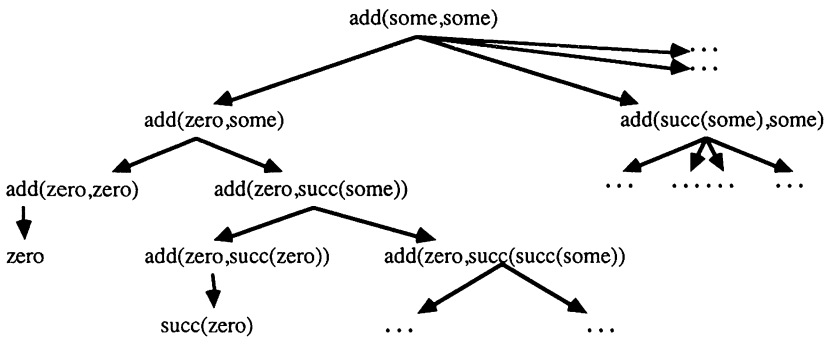 add(some,some)
...
...
add(zero,some) add(succ(some),some)
add(zero,zero) add(zero,succ(some)) ... ...... ...
zero add(zero,succ(zero)) add(zero,succ(succ(some))
succ(zero) ... ...